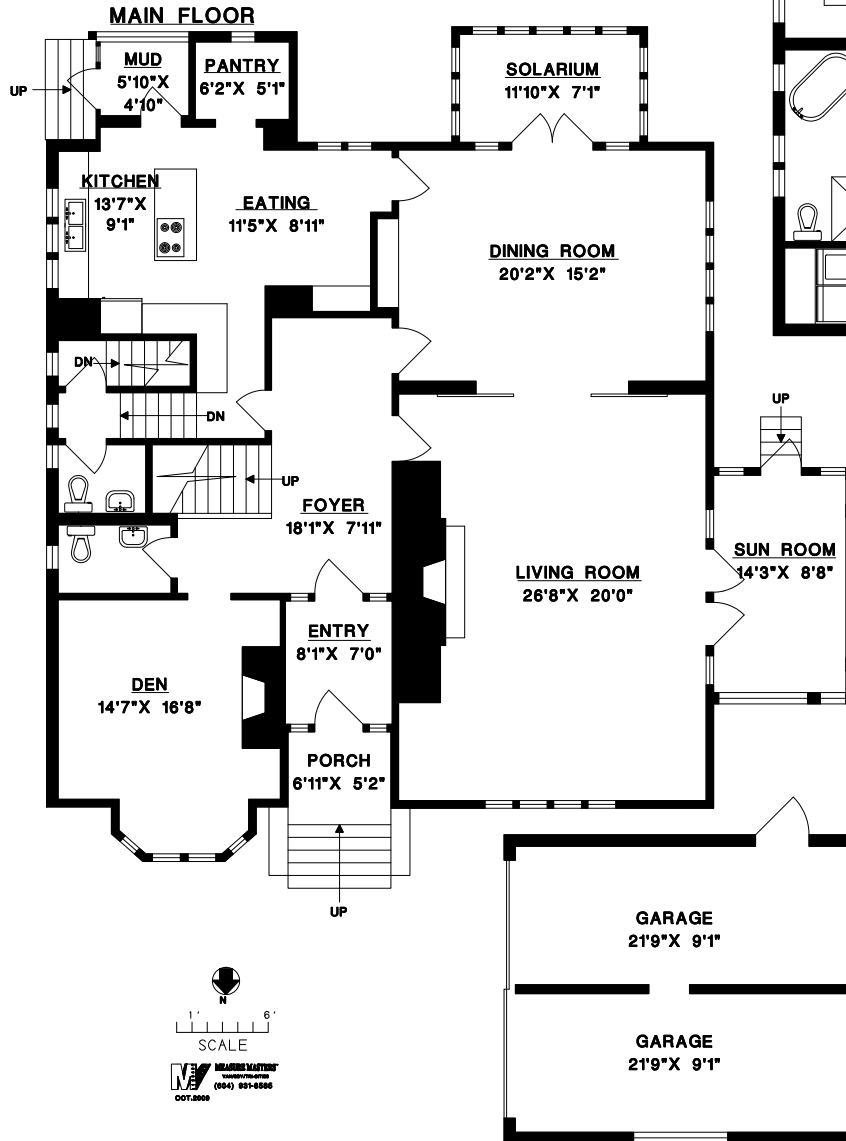 MAIN FLOOR
MUD
5'10"X
4'10"
PANTRY
6'2"X 5'1"
UP
SOLARIUM
11'10"X 7'1"
KITCHEN
13'7"X
9'1"
EATING
11'5"X 8'11"
DINING ROOM
20'2"X 15'2"
DN
DN
UP
UP
FOYER
18'1"X 7'11"
SUN ROOM
14'3"X 8'8"
LIVING ROOM
26'8"X 20'0"
ENTRY
8'1"X 7'0"
DEN
14'7"X 16'8"
PORCH
6'11"X 5'2"
UP
GARAGE
21'9"X 9'1"
N
1' 6'
SCALE
GARAGE
21'9"X 9'1"
MEASURE MASTERS
(604) 931-8585
OCT.2009